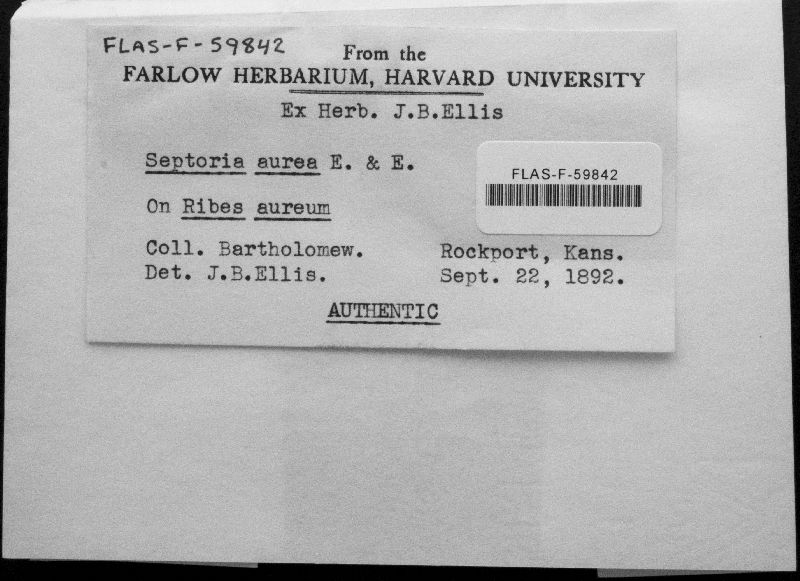 FLAS-F-59842
From the
FARLOW HERBARIUM, HARVARD UNIVERSITY
Ex Herb. J.B.Ellis
Septoria aurea E. & E.
FLAS-F-59842
On Ribes aureum
Coll. Bartholomew.
Rockport, Kans.
Det. J.B.Ellis.
Sept. 22, 1892.
AUTHENTIC